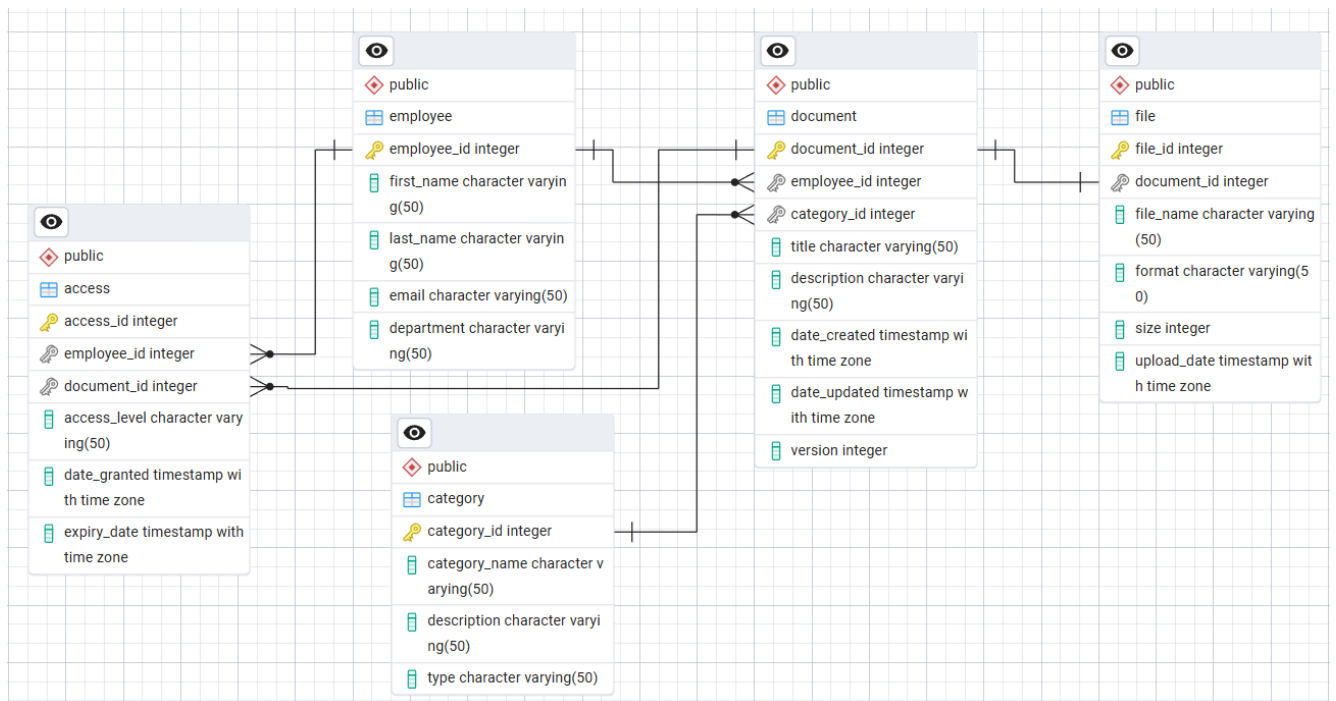 public
employee
employee_id integer
first_name character varyin
g(50)
last_name character varyin
g(50)
email character varying(50)
department character varyi
ng(50)
public
document
document_id integer
employee_id integer
category_id integer
title character varying(50)
description character varyi
ng(50)
date_created timestamp wi
th time zone
date_updated timestamp w
ith time zone
version integer
public
file
file_id integer
document_id integer
file_name character varying
(50)
format character varying(5
0)
size integer
upload_date timestamp wit
h time zone
public
access
access_id integer
employee_id integer
document_id integer
access_level character vary
ing(50)
date_granted timestamp wi
th time zone
expiry_date timestamp with
time zone
public
category
category_id integer
category_name character v
arying(50)
description character varyi
ng(50)
type character varying(50)